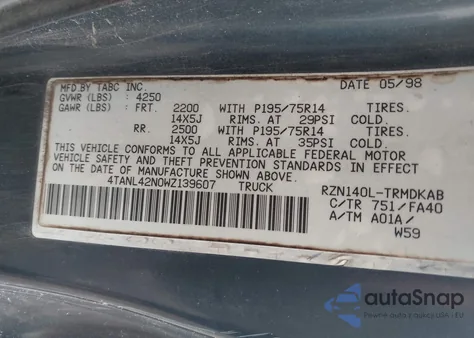 MFD.BY TABC INC. DATE 05/98
GVWR (LBS) : 4250
GAWR (LBS) : FRT. 2200 WITH P195/75R14 TIRES.
14X5J AT 29PSI COLD.
RR. 2500 WITH P195/75R14 TIRES.
14X5J AT 35PSI COLD.
THIS VEHICLE CONFORMS TO ALL APPLICABLE FEDERAL MOTOR
VEHICLE SAFETY, BUMPER, AND THEFT PREVENTION STANDARDS IN EFFECT
ON THE DATE OF MANUFACTURE SHOWN ABOVE.
4TANL42N0WZ139607 TRUCK RZN140L-TRMDKAB
C/TR 751/FA40
A/TM A01A/
W59
autoSnap